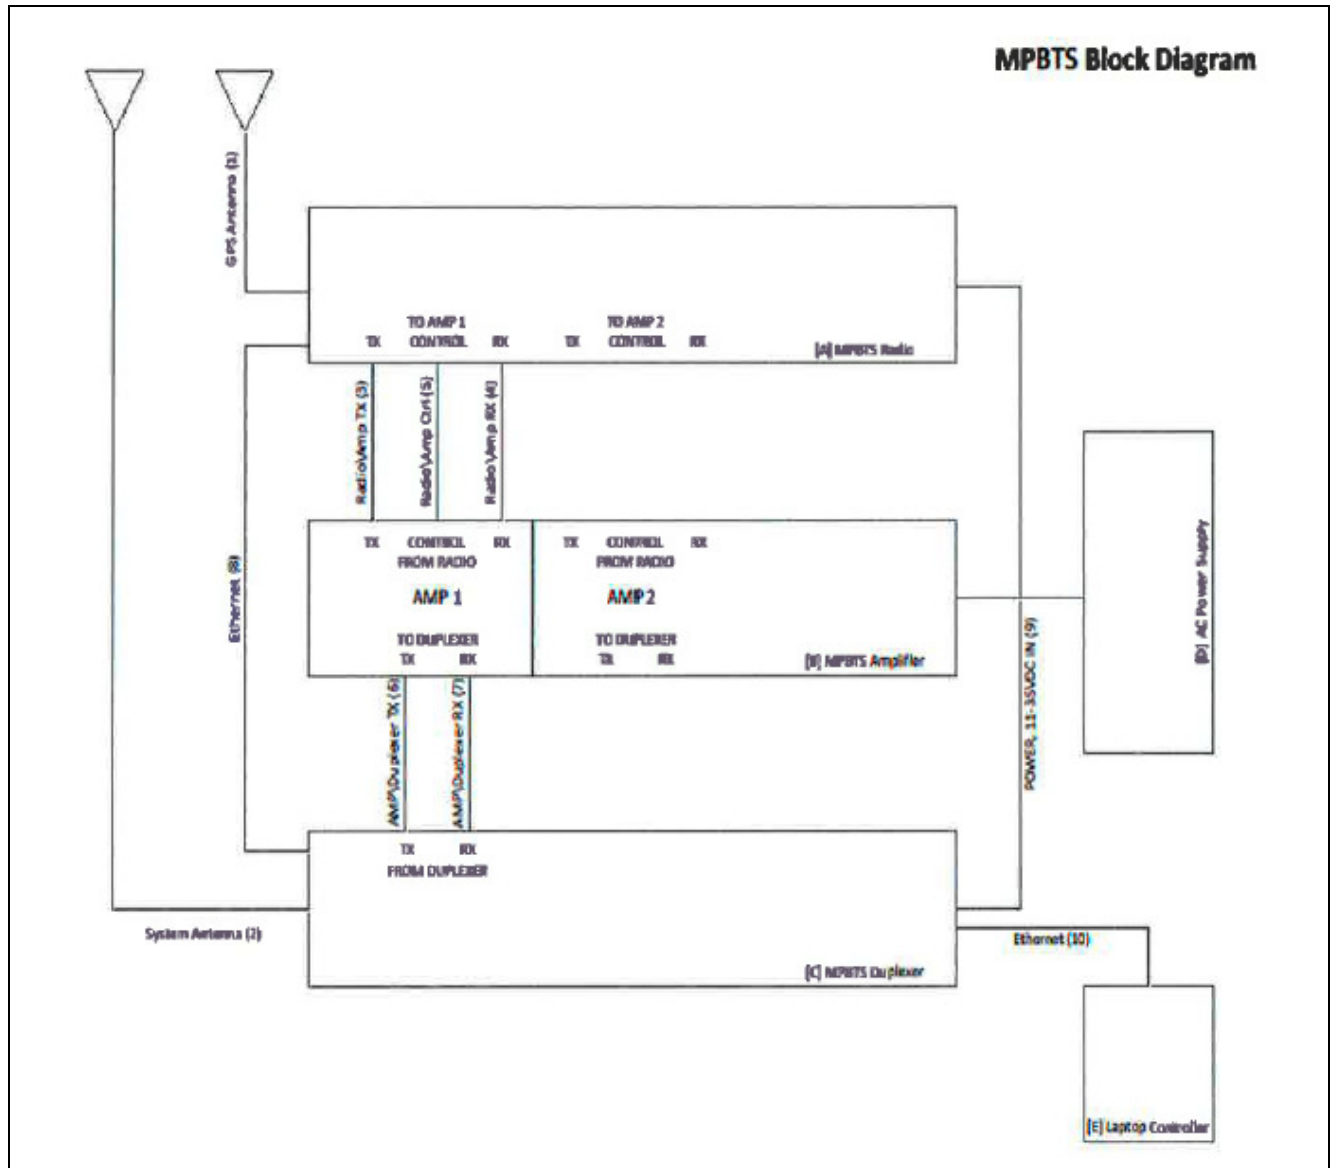 MPBTS Block Diagram
GPS Antenna (1)
TO AMP 1
TO AMP 2
TX CONTROL RX
TX CONTROL RX
[A] MPBTS Radio
Radio\Amp TX (3)
Radio\Amp Ctrl (5)
Radio\Amp RX (4)
TX CONTROL RX
FROM RADIO
AMP 1
TO DUPLEXER
TX RX
TX CONTROL RX
FROM RADIO
AMP 2
TO DUPLEXER
TX RX
[B] MPBTS Amplifier
Ethernet (8)
POWER, 11-35VDC IN (9)
[D] AC Power Supply
AMP\Duplexer TX (6)
AMP\Duplexer RX (7)
TX RX
FROM DUPLEXER
System Antenna (2)
[C] MPBTS Duplexer
Ethernet (10)
[E] Laptop Controller